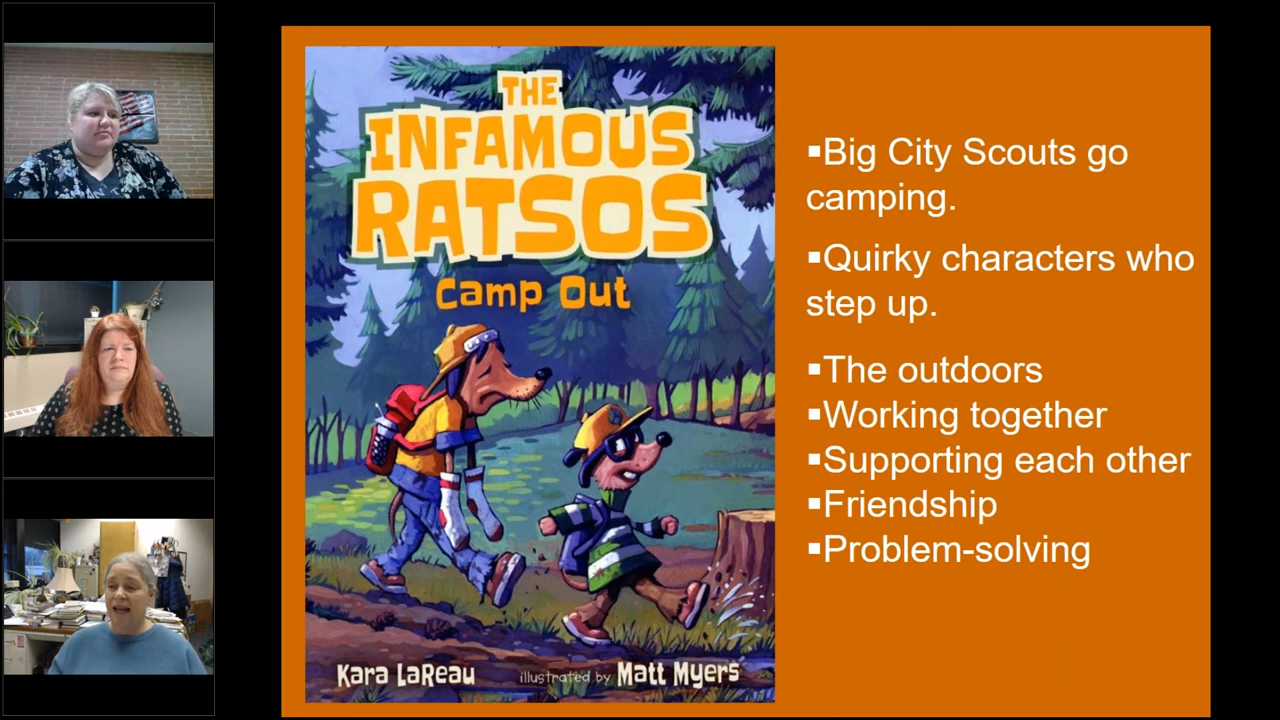 THE
INFAMOUS
RATSOS
Camp Out
Kara LaReau illustrated by Matt Myers
▪Big City Scouts go
camping.
▪Quirky characters who
step up.
▪The outdoors
▪Working together
▪Supporting each other
▪Friendship
▪Problem-solving